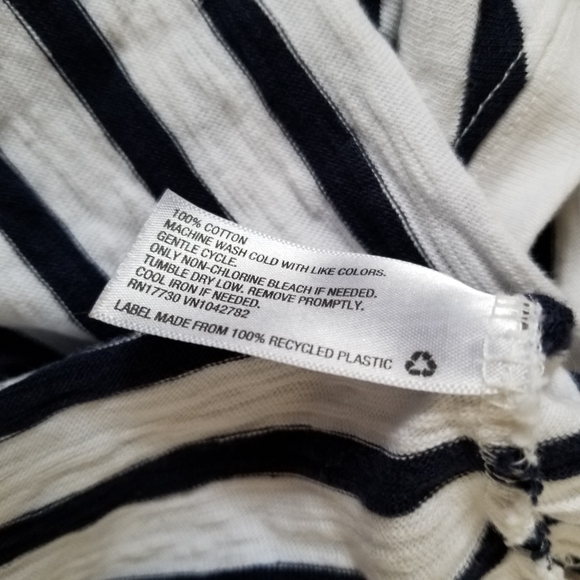 100% COTTON
MACHINE WASH COLD WITH LIKE COLORS.
GENTLE CYCLE.
ONLY NON-CHLORINE BLEACH IF NEEDED.
TUMBLE DRY LOW. REMOVE PROMPTLY.
COOL IRON IF NEEDED.
RN17730 VN1042782
LABEL MADE FROM 100% RECYCLED PLASTIC